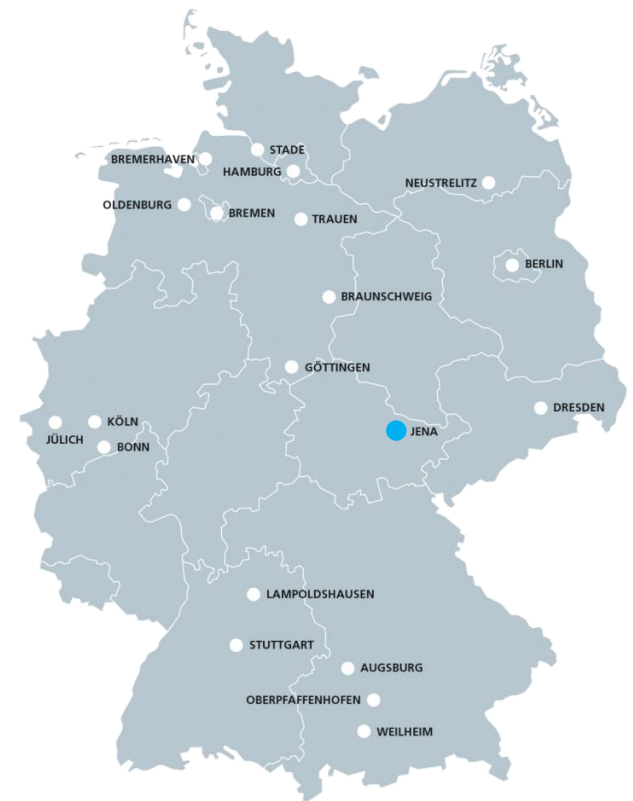 STADE
BREMERHAVEN
HAMBURG
NEUSTRELITZ
OLDENBURG
BREMEN
TRAUEN
BERLIN
BRAUNSCHWEIG
GÖTTINGEN
DRESDEN
KÖLN
JENA
JÜLICH
BONN
LAMPOLDSHAUSEN
STUTTGART
AUGSBURG
OBERPFAFFENHOFEN
WEILHEIM